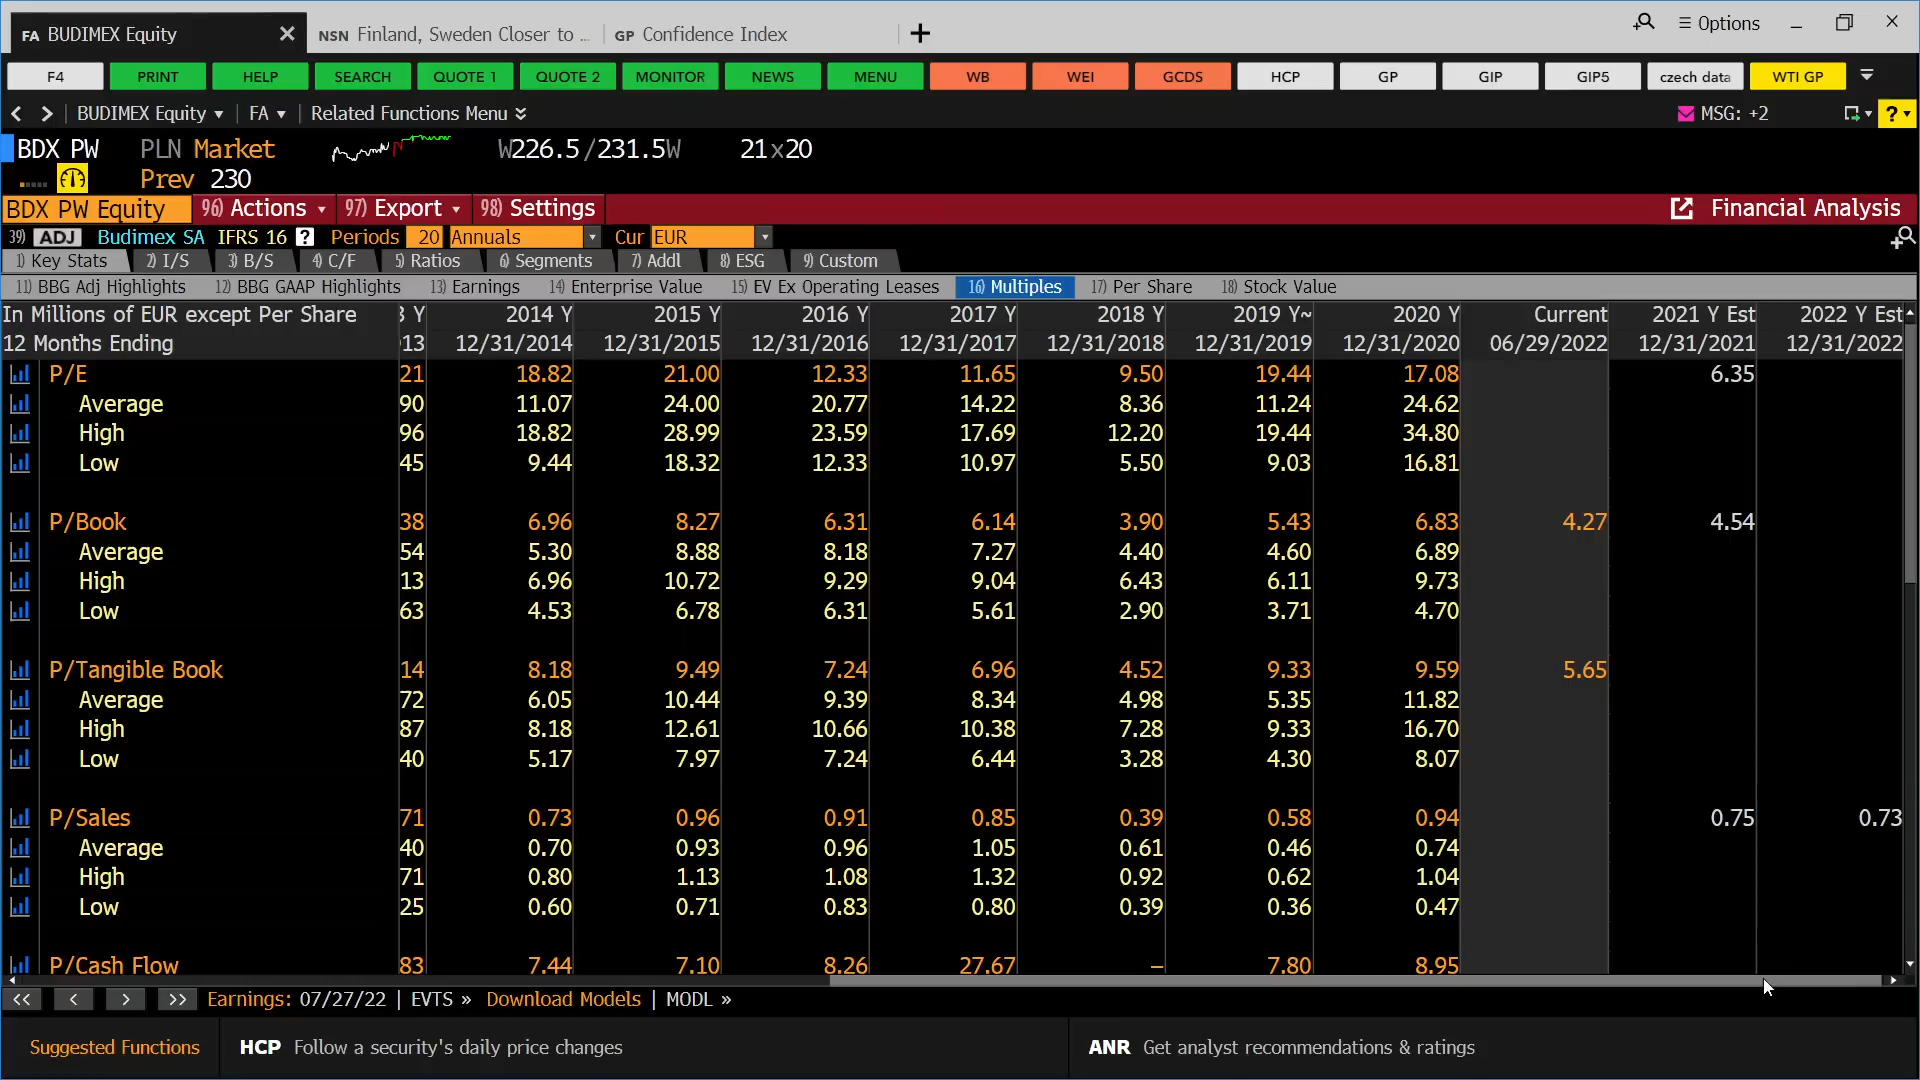 FA BUDIMEX Equity × NSN Finland, Sweden Closer to ... GP Confidence Index + Options
F4 PRINT HELP SEARCH QUOTE 1 QUOTE 2 MONITOR NEWS MENU WB WEI GCDS HCP GP GIP GIP5 czech data WTI GP
< > BUDIMEX Equity FA Related Functions Menu MSG: +2 ?
BDX PW PLN Market W226.5/231.5W 21x20
Prev 230
BDX PW Equity 96) Actions 97) Export 98) Settings Financial Analysis
39) ADJ Budimex SA IFRS 16 ? Periods 20 Annuals Cur EUR
1) Key Stats 2) I/S 3) B/S 4) C/F 5) Ratios 6) Segments 7) Addl 8) ESG 9) Custom
11) BBG Adj Highlights 12) BBG GAAP Highlights 13) Earnings 14) Enterprise Value 15) EV Ex Operating Leases 16) Multiples 17) Per Share 18) Stock Value
In Millions of EUR except Per Share 3 Y 2014 Y 2015 Y 2016 Y 2017 Y 2018 Y 2019 Y~ 2020 Y Current 2021 Y Est 2022 Y Est
12 Months Ending 13 12/31/2014 12/31/2015 12/31/2016 12/31/2017 12/31/2018 12/31/2019 12/31/2020 06/29/2022 12/31/2021 12/31/2022
P/E 21 18.82 21.00 12.33 11.65 9.50 19.44 17.08 6.35
Average 90 11.07 24.00 20.77 14.22 8.36 11.24 24.62
High 96 18.82 28.99 23.59 17.69 12.20 19.44 34.80
Low 45 9.44 18.32 12.33 10.97 5.50 9.03 16.81
P/Book 38 6.96 8.27 6.31 6.14 3.90 5.43 6.83 4.27 4.54
Average 54 5.30 8.88 8.18 7.27 4.40 4.60 6.89
High 13 6.96 10.72 9.29 9.04 6.43 6.11 9.73
Low 63 4.53 6.78 6.31 5.61 2.90 3.71 4.70
P/Tangible Book 14 8.18 9.49 7.24 6.96 4.52 9.33 9.59 5.65
Average 72 6.05 10.44 9.39 8.34 4.98 5.35 11.82
High 87 8.18 12.61 10.66 10.38 7.28 9.33 16.70
Low 40 5.17 7.97 7.24 6.44 3.28 4.30 8.07
P/Sales 71 0.73 0.96 0.91 0.85 0.39 0.58 0.94 0.75 0.73
Average 40 0.70 0.93 0.96 1.05 0.61 0.46 0.74
High 71 0.80 1.13 1.08 1.32 0.92 0.62 1.04
Low 25 0.60 0.71 0.83 0.80 0.39 0.36 0.47
P/Cash Flow 83 7.44 7.10 8.26 27.67 – 7.80 8.95
<< < > >> Earnings: 07/27/22 | EVTS » Download Models | MODL »
Suggested Functions HCP Follow a security's daily price changes ANR Get analyst recommendations & ratings